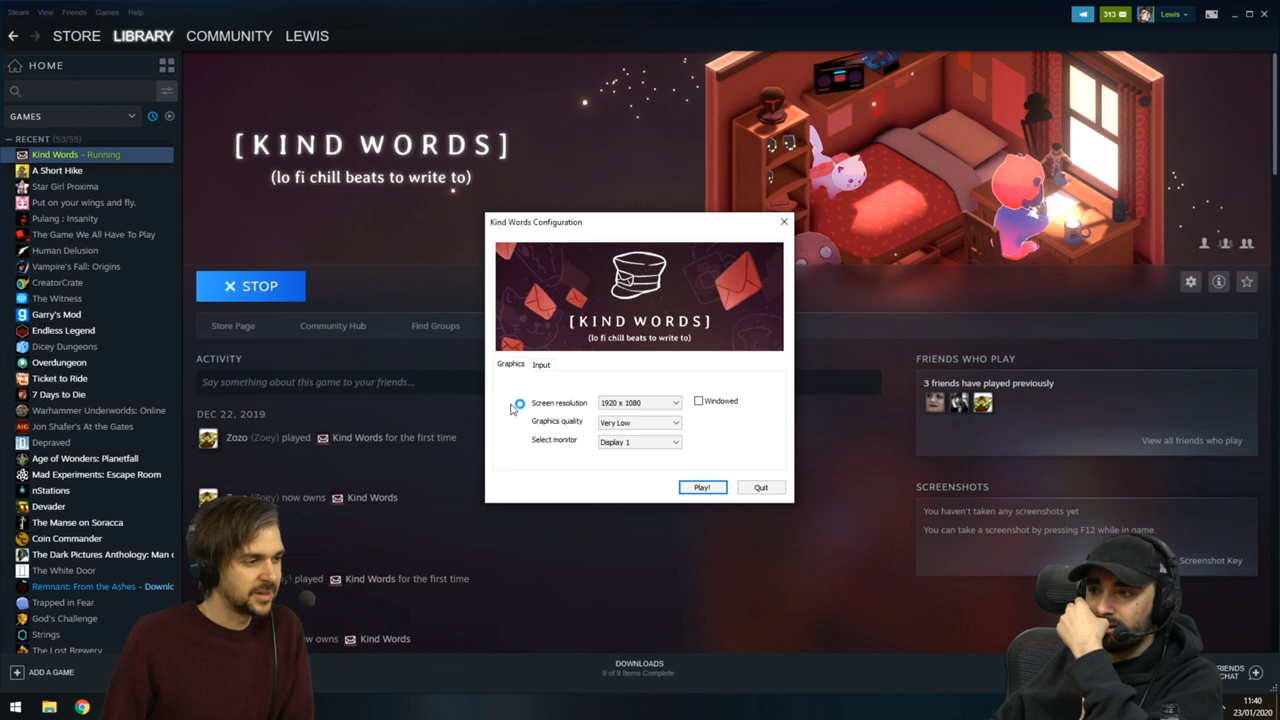 Steam View Friends Games Help
313
Lewis
STORE LIBRARY COMMUNITY LEWIS
HOME
GAMES
RECENT (53/55)
Kind Words - Running
A Short Hike
Star Girl Proxima
Put on your wings and fly.
Pulang : Insanity
The Game We All Have To Play
Human Delusion
Vampire's Fall: Origins
CreatorCrate
The Witness
Garry's Mod
Endless Legend
Dicey Dungeons
Overdungeon
Ticket to Ride
7 Days to Die
Warhammer Underworlds: Online
Jon Shafer's At the Gates
Depraved
Age of Wonders: Planetfall
Mad Experiments: Escape Room
nStations
Devader
The Manse on Soracca
Coin Commander
The Dark Pictures Anthology: Man o
The White Door
Remnant: From the Ashes - Downlo
Trapped in Fear
God's Challenge
Strings
The Lost Brewery
ADD A GAME
[KIND WORDS]
(lo fi chill beats to write to)
STOP
Store Page Community Hub Find Groups
ACTIVITY
Say something about this game to your friends...
DEC 22, 2019
Zozo (Zoey) played Kind Words for the first time
now owns Kind Words
played Kind Words for the first time
owns Kind Words
Kind Words Configuration
[KIND WORDS]
(lo fi chill beats to write to)
Graphics Input
Screen resolution 1920 x 1080 Windowed
Graphics quality Very Low
Select monitor Display 1
Play! Quit
FRIENDS WHO PLAY
3 friends have played previously
View all friends who play
SCREENSHOTS
You haven't taken any screenshots yet
You can take a screenshot by pressing F12 while in game.
Screenshot Key
DOWNLOADS
9 of 9 Items Complete
FRIENDS
CHAT
11:40
23/01/2020